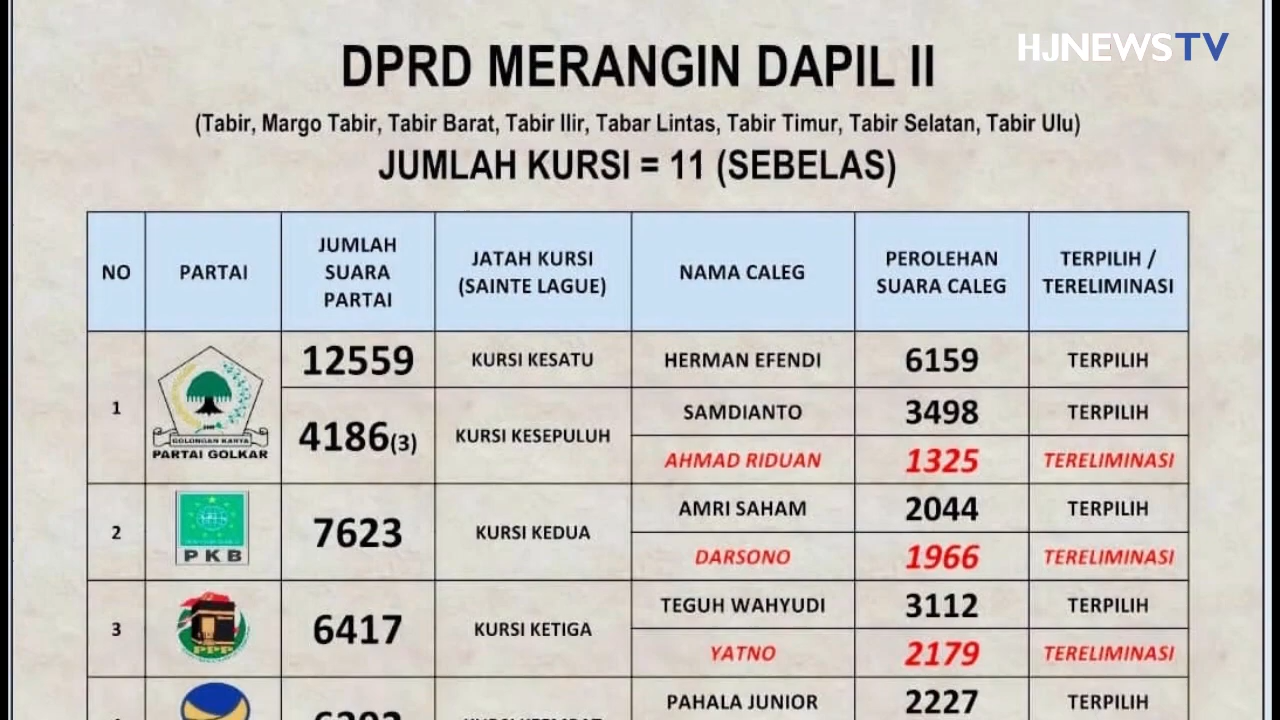 HJNEWSTV
DPRD MERANGIN DAPIL II
(Tabir, Margo Tabir, Tabir Barat, Tabir Ilir, Tabar Lintas, Tabir Timur, Tabir Selatan, Tabir Ulu)
JUMLAH KURSI = 11 (SEBELAS)
NO
PARTAI
JUMLAH
SUARA
PARTAI
JATAH KURSI
(SAINTE LAGUE)
NAMA CALEG
PEROLEHAN
SUARA CALEG
TERPILIH /
TERELIMINASI
1
GOLONGAN KARYA
PARTAI GOLKAR
12559
KURSI KESATU
HERMAN EFENDI
6159
TERPILIH
4186(3)
KURSI KESEPULUH
SAMDIANTO
3498
TERPILIH
AHMAD RIDUAN
1325
TERELIMINASI
2
PKB
7623
KURSI KEDUA
AMRI SAHAM
2044
TERPILIH
DARSONO
1966
TERELIMINASI
3
PPP
6417
KURSI KETIGA
TEGUH WAHYUDI
3112
TERPILIH
YATNO
2179
TERELIMINASI
PAHALA JUNIOR
2227
TERPILIH